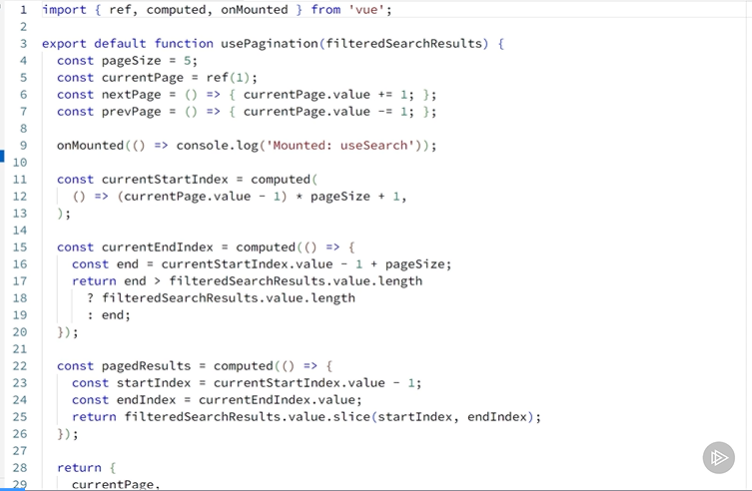 1 import { ref, computed, onMounted } from 'vue';
2
3 export default function usePagination(filteredSearchResults) {
4   const pageSize = 5;
5   const currentPage = ref(1);
6   const nextPage = () => { currentPage.value += 1; };
7   const prevPage = () => { currentPage.value -= 1; };
8
9   onMounted(() => console.log('Mounted: useSearch'));
10
11   const currentStartIndex = computed(
12     () => (currentPage.value - 1) * pageSize + 1,
13   );
14
15   const currentEndIndex = computed(() => {
16     const end = currentStartIndex.value - 1 + pageSize;
17     return end > filteredSearchResults.value.length
18       ? filteredSearchResults.value.length
19       : end;
20   });
21
22   const pagedResults = computed(() => {
23     const startIndex = currentStartIndex.value - 1;
24     const endIndex = currentEndIndex.value;
25     return filteredSearchResults.value.slice(startIndex, endIndex);
26   });
27
28   return {
29     currentPage,